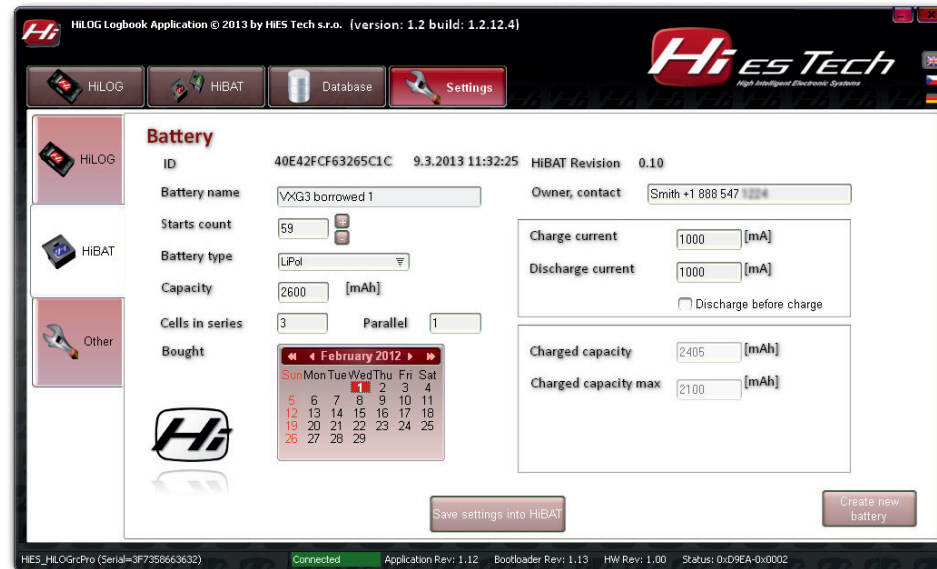 HiLOG Logbook Application © 2013 by HiES Tech s.r.o. (version: 1.2 build: 1.2.12.4)
Hi
Hi ES Tech
High Intelligent Electronic Systems
HiLOG HiBAT Database Settings
HiLOG
HiBAT
Other
Battery
ID 40E42FCF63265C1C 9.3.2013 11:32:25 HiBAT Revision 0.10
Battery name VXG3 borrowed 1 Owner, contact Smith +1 888 547
Starts count 59 + -
Battery type LiPol
Capacity 2600 [mAh]
Cells in series 3 Parallel 1
Bought
February 2012
Sun Mon Tue Wed Thu Fri Sat
1 2 3 4
5 6 7 8 9 10 11
12 13 14 15 16 17 18
19 20 21 22 23 24 25
26 27 28 29
Charge current 1000 [mA]
Discharge current 1000 [mA]
Discharge before charge
Charged capacity 2405 [mAh]
Charged capacity max 2100 [mAh]
Hi
Save settings into HiBAT
Create new
battery
HiES_HiLOGrcPro (Serial=3F7358663632) Connected Application Rev: 1.12 Bootloader Rev: 1.13 HW Rev: 1.00 Status: 0xD9EA-0x0002